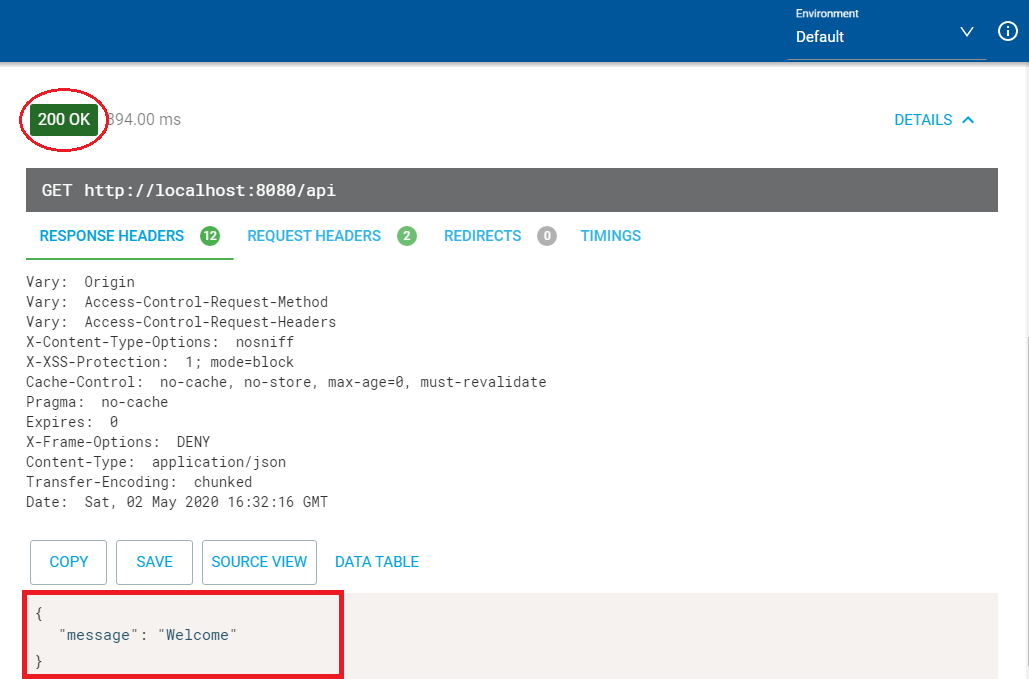 Environment
Default
200 OK 394.00 ms
DETAILS
GET http://localhost:8080/api
RESPONSE HEADERS 12 REQUEST HEADERS 2 REDIRECTS 0 TIMINGS
Vary: Origin
Vary: Access-Control-Request-Method
Vary: Access-Control-Request-Headers
X-Content-Type-Options: nosniff
X-XSS-Protection: 1; mode=block
Cache-Control: no-cache, no-store, max-age=0, must-revalidate
Pragma: no-cache
Expires: 0
X-Frame-Options: DENY
Content-Type: application/json
Transfer-Encoding: chunked
Date: Sat, 02 May 2020 16:32:16 GMT
COPY SAVE SOURCE VIEW DATA TABLE
{
"message": "Welcome"
}